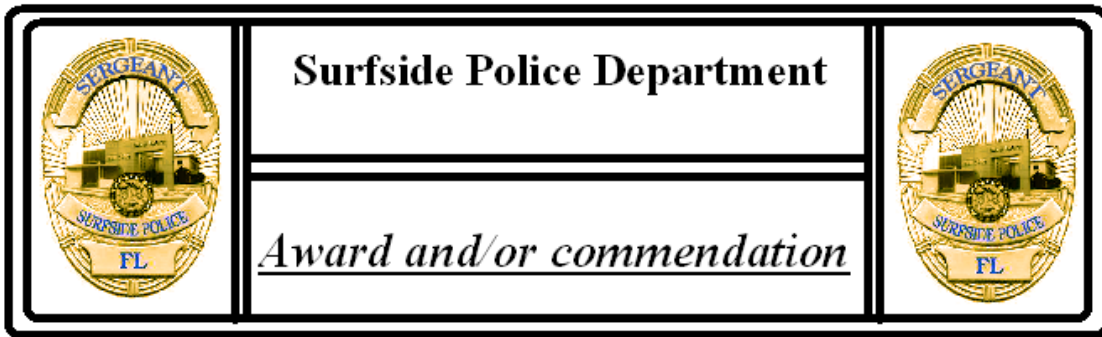 SERGEANT
SURFSIDE POLICE
FL
Surfside Police Department
Award and/or commendation
SERGEANT
SURFSIDE POLICE
FL